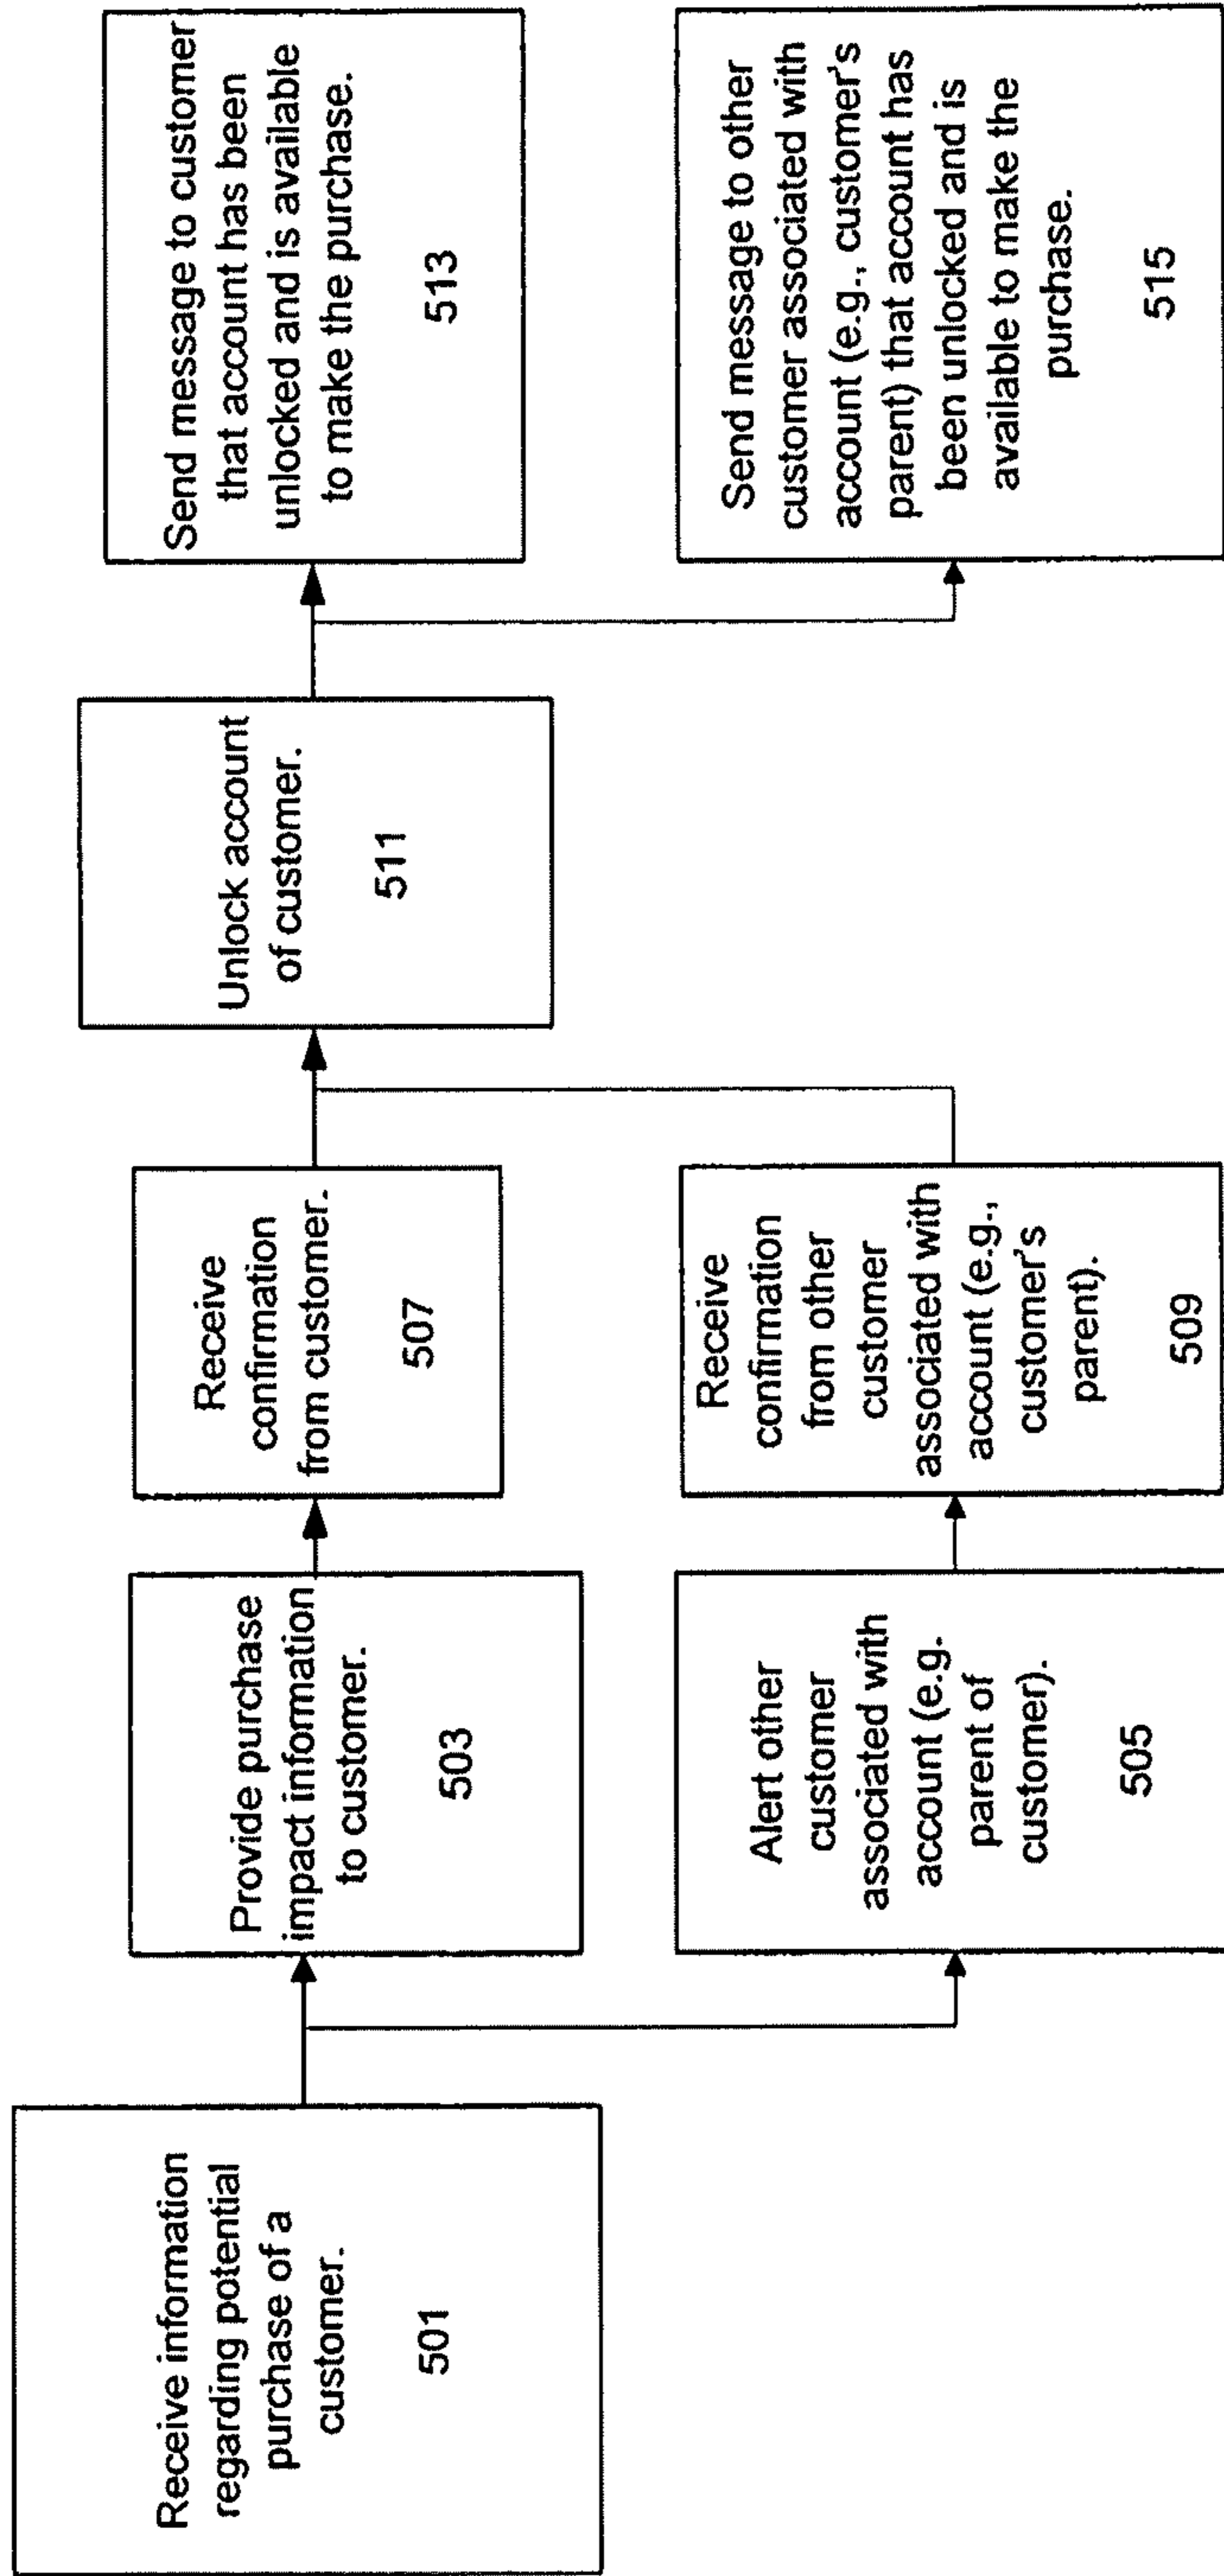 Receive information
regarding potential
purchase of a
customer.
501
Provide purchase
impact information
to customer.
503
Alert other
customer
associated with
account (e.g.
parent of
customer).
505
Receive
confirmation
from customer.
507
Receive
confirmation
from other
customer
associated with
account (e.g.,
customer's
parent).
509
Unlock account
of customer.
511
Send message to customer
that account has been
unlocked and is available
to make the purchase.
513
Send message to other
customer associated with
account (e.g., customer's
parent) that account has
been unlocked and is
available to make the
purchase.
515